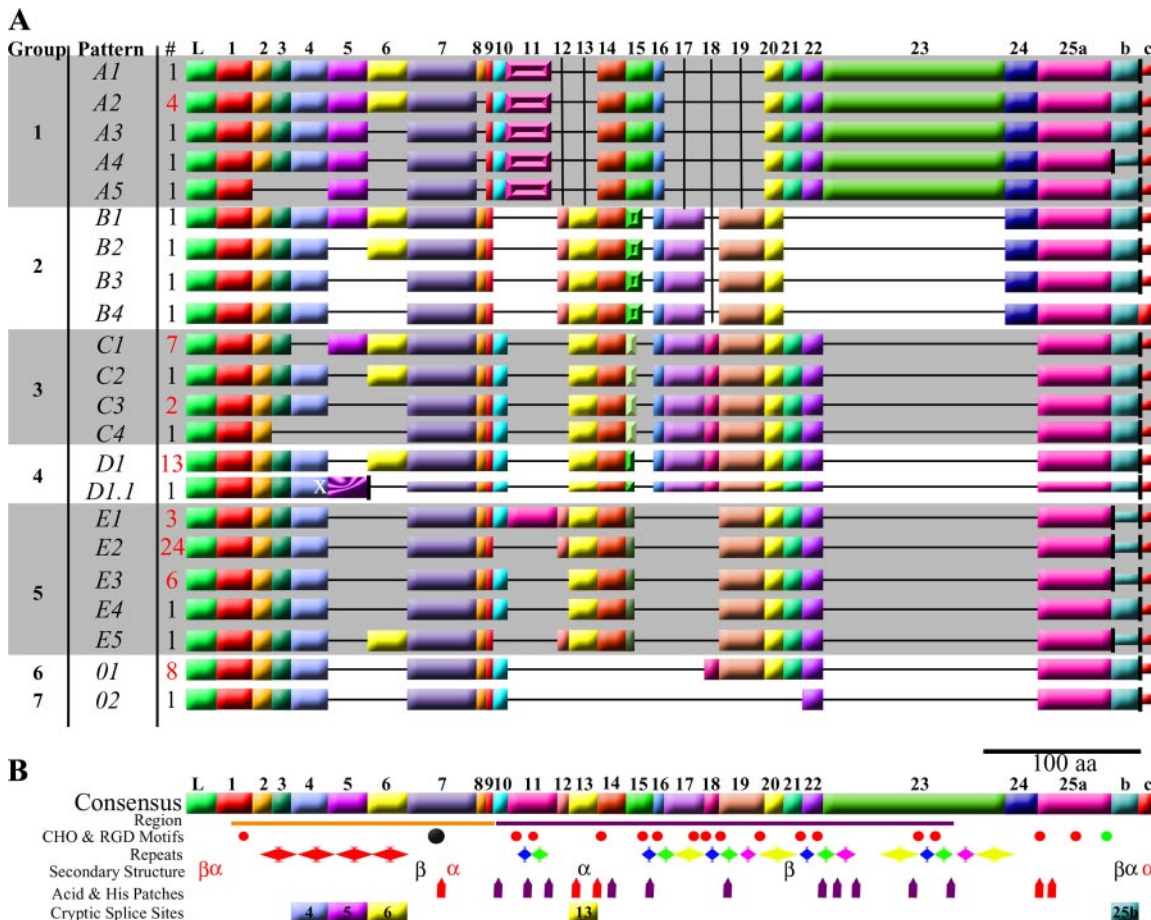 A
Group Pattern # L 1 2 3 4 5 6 7 8 9 10 11 12 13 14 15 16 17 18 19 20 21 22 23 24 25a b c
1
A1 1
A2 4
A3 1
A4 1
A5 1
2
B1 1
B2 1
B3 1
B4 1
3
C1 7
C2 1
C3 2
C4 1
4
D1 13
D1.1 1 X
5
E1 3
E2 24
E3 6
E4 1
E5 1
6 01 8
7 02 1
100 aa
B
L 1 2 3 4 5 6 7 8 9 10 11 12 13 14 15 16 17 18 19 20 21 22 23 24 25a b c
Consensus
Region
CHO & RGD Motifs
Repeats
Secondary Structure βα β α α β βα α
Acid & His Patches
Cryptic Splice Sites 4 5 6 13 25b